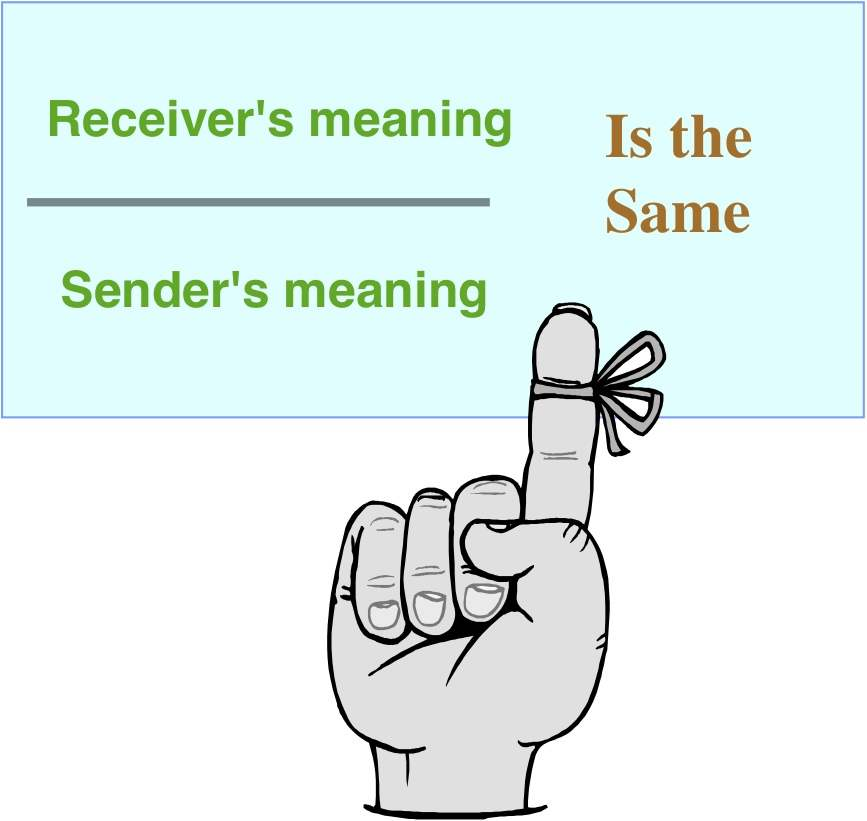 Receiver's meaning
Sender's meaning
Is the
Same